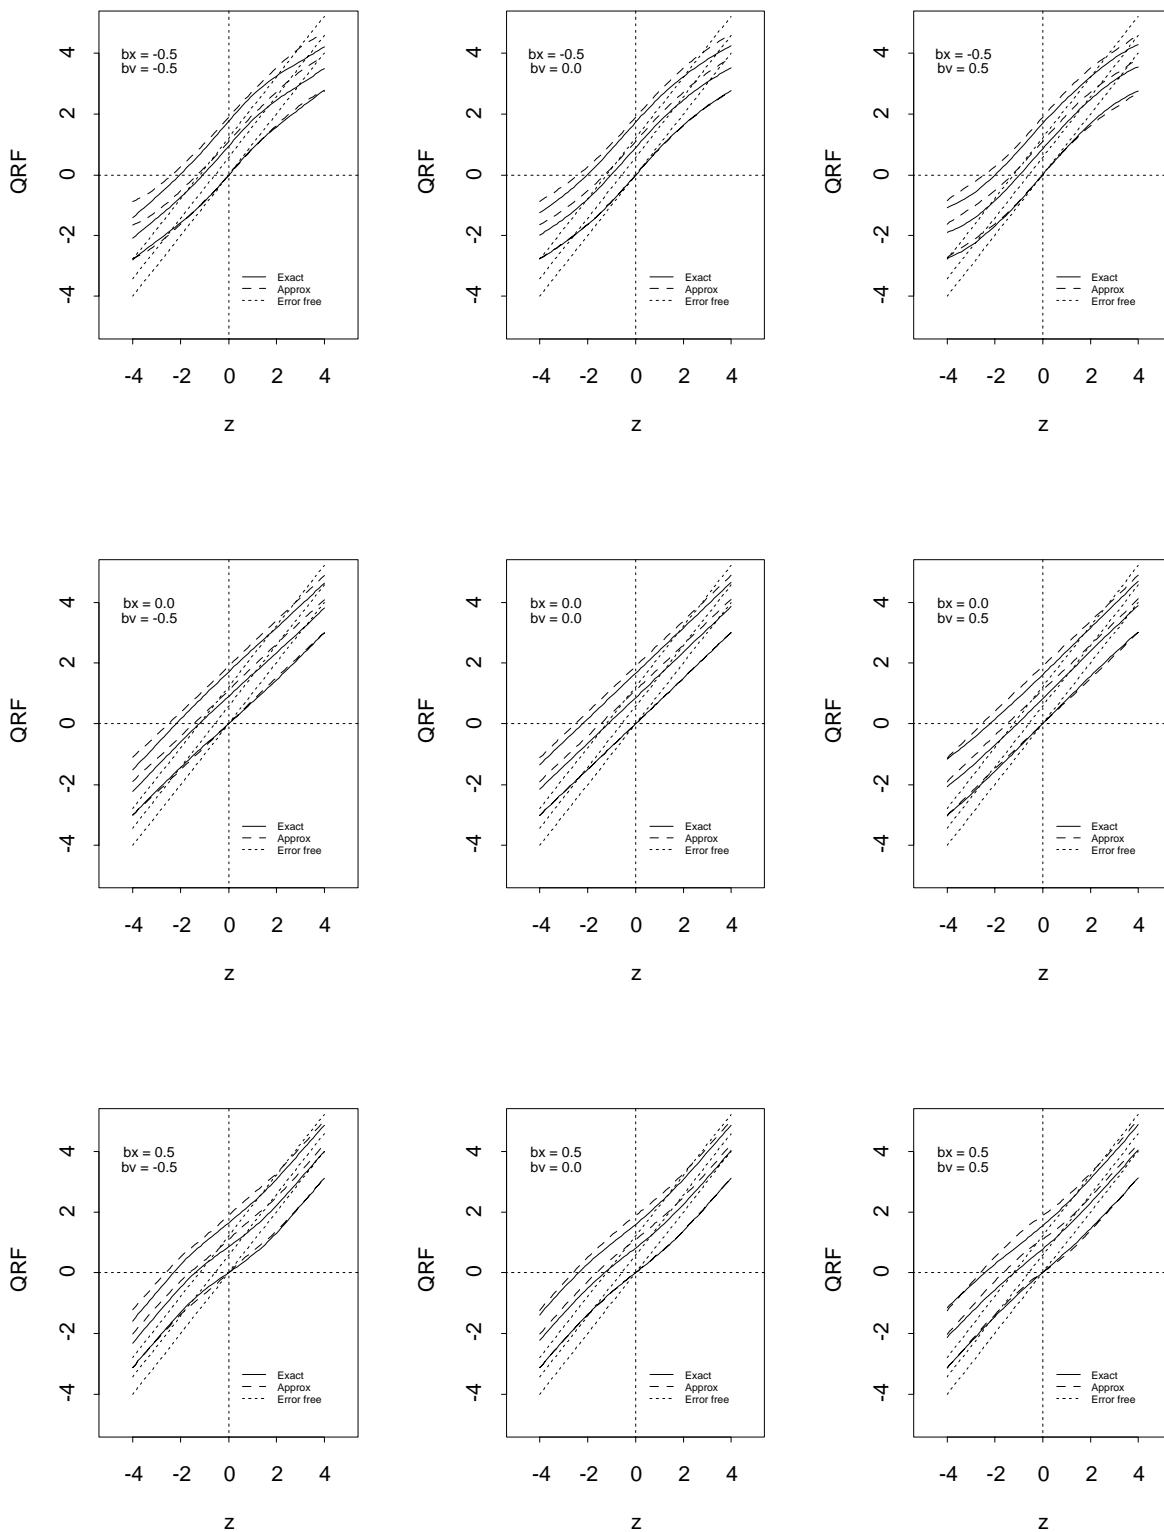 bx = -0.5
bv = -0.5
QRF
4
2
0
-2
-4
Exact
Approx
Error free
-4 -2 0 2 4
z
bx = -0.5
bv = 0.0
QRF
4
2
0
-2
-4
Exact
Approx
Error free
-4 -2 0 2 4
z
bx = -0.5
bv = 0.5
QRF
4
2
0
-2
-4
Exact
Approx
Error free
-4 -2 0 2 4
z
bx = 0.0
bv = -0.5
QRF
4
2
0
-2
-4
Exact
Approx
Error free
-4 -2 0 2 4
z
bx = 0.0
bv = 0.0
QRF
4
2
0
-2
-4
Exact
Approx
Error free
-4 -2 0 2 4
z
bx = 0.0
bv = 0.5
QRF
4
2
0
-2
-4
Exact
Approx
Error free
-4 -2 0 2 4
z
bx = 0.5
bv = -0.5
QRF
4
2
0
-2
-4
Exact
Approx
Error free
-4 -2 0 2 4
z
bx = 0.5
bv = 0.0
QRF
4
2
0
-2
-4
Exact
Approx
Error free
-4 -2 0 2 4
z
bx = 0.5
bv = 0.5
QRF
4
2
0
-2
-4
Exact
Approx
Error free
-4 -2 0 2 4
z